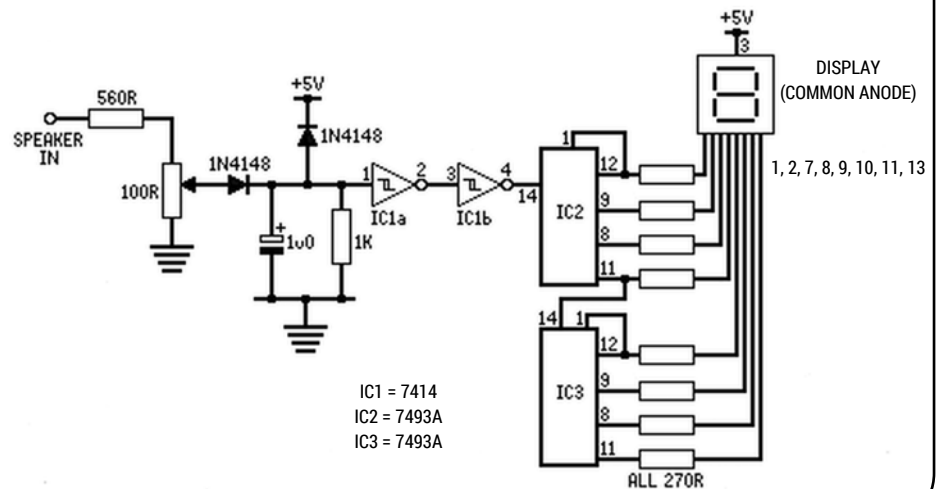 +5V
3
DISPLAY
(COMMON ANODE)
1, 2, 7, 8, 9, 10, 11, 13
560R
SPEAKER
IN
100R
1N4148
+5V
1N4148
+
1u0
1K
1
2
IC1a
3
4
IC1b
14
1
IC2
12
9
8
11
14
1
IC3
12
9
8
11
ALL 270R
IC1 = 7414
IC2 = 7493A
IC3 = 7493A